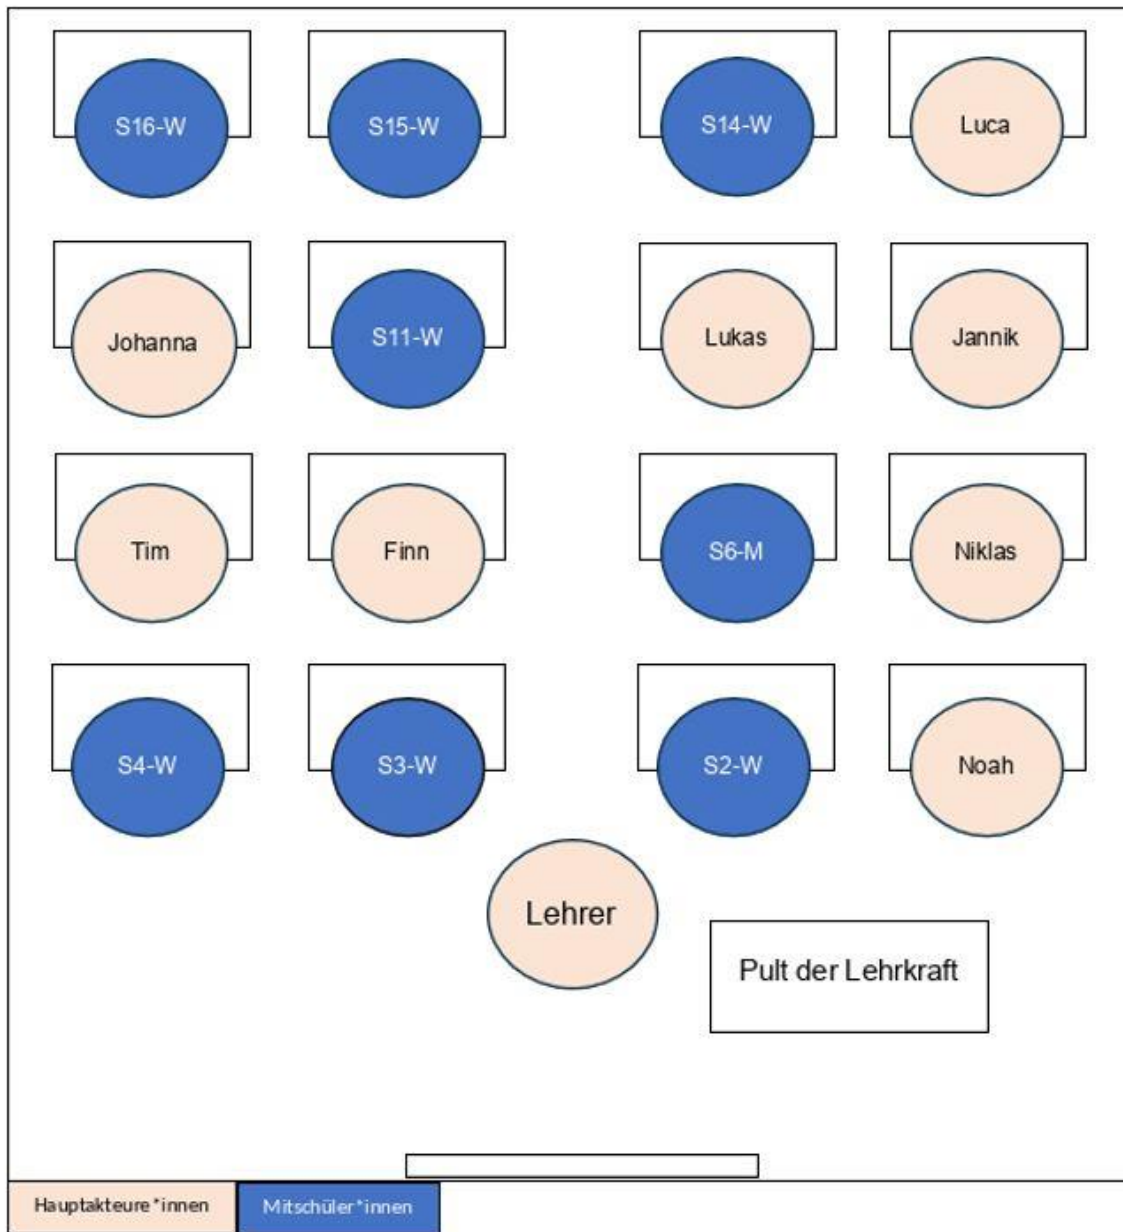 S16-W
S15-W
S14-W
Luca
Johanna
S11-W
Lukas
Jannik
Tim
Finn
S6-M
Niklas
S4-W
S3-W
S2-W
Noah
Lehrer
Pult der Lehrkraft
Hauptakteure*innen
Mitschüler*innen